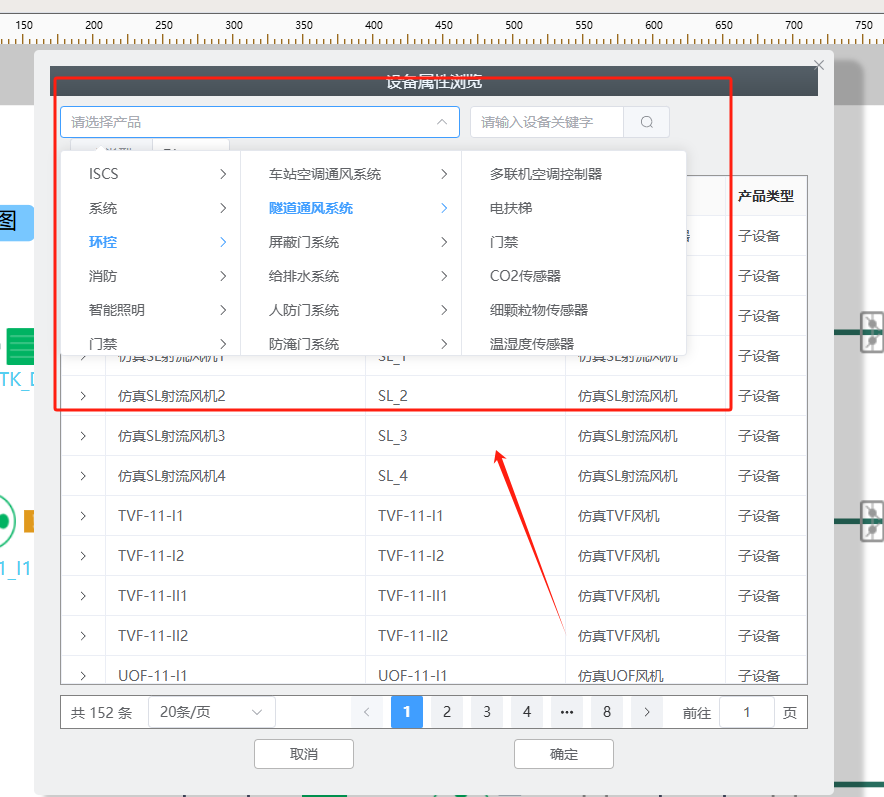 150 200 250 300 350 400 450 500 550 600 650 700 750
设备属性浏览
请选择产品
请输入设备关键字
图
ISCS 车站空调通风系统 多联机空调控制器
系统 隧道通风系统 电扶梯
环控 屏蔽门系统 门禁
消防 给排水系统 CO2传感器
智能照明 人防门系统 细颗粒物传感器
门禁 防淹门系统 温湿度传感器
产品类型
子设备
子设备
子设备
仿真SL射流风机1 SL_1 仿真SL射流风机 子设备
仿真SL射流风机2 SL_2 仿真SL射流风机 子设备
仿真SL射流风机3 SL_3 仿真SL射流风机 子设备
仿真SL射流风机4 SL_4 仿真SL射流风机 子设备
TVF-11-I1 TVF-11-I1 仿真TVF风机 子设备
TVF-11-I2 TVF-11-I2 仿真TVF风机 子设备
TVF-11-II1 TVF-11-II1 仿真TVF风机 子设备
TVF-11-II2 TVF-11-II2 仿真TVF风机 子设备
UOF-11-I1 UOF-11-I1 仿真UOF风机 子设备
TK_
1_I1
共 152 条 20条/页 1 2 3 4 ••• 8 前往 1 页
取消 确定